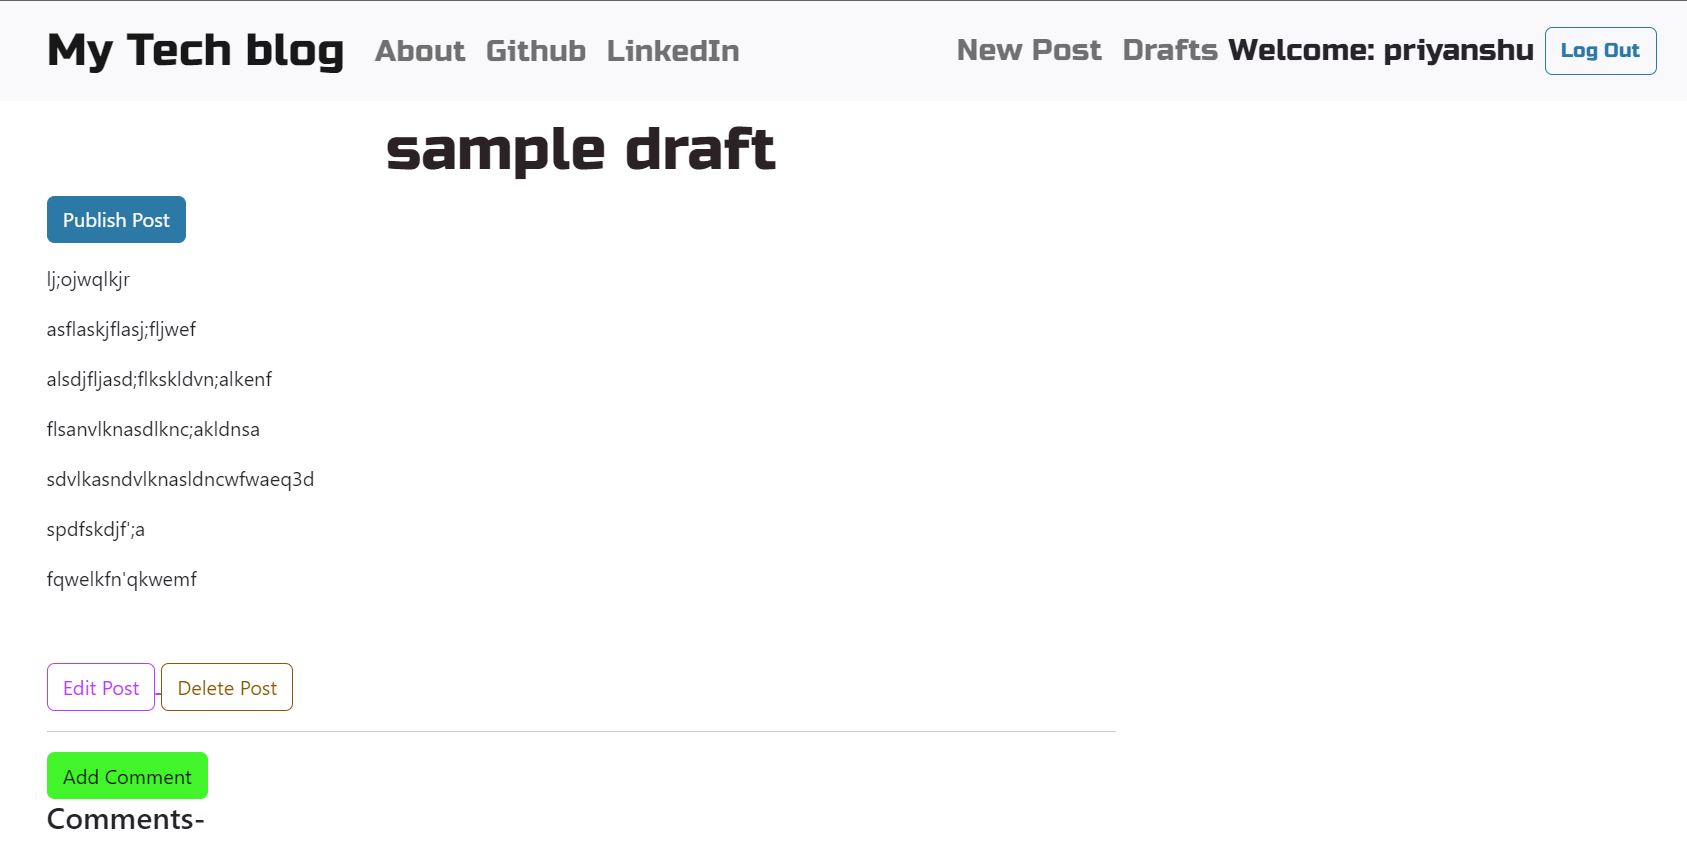 My Tech blog About Github LinkedIn New Post Drafts Welcome: priyanshu Log Out
sample draft
Publish Post
lj;ojwqlkjr
asflaskjflasj;fljwef
alsdjfljasd;flkskldvn;alkenf
flsanvlknasdlknc;akldnsa
sdvlkasndvlknasldncwfwaeq3d
spdfskdjf';a
fqwelkfn'qkwemf
Edit Post Delete Post
Add Comment
Comments-